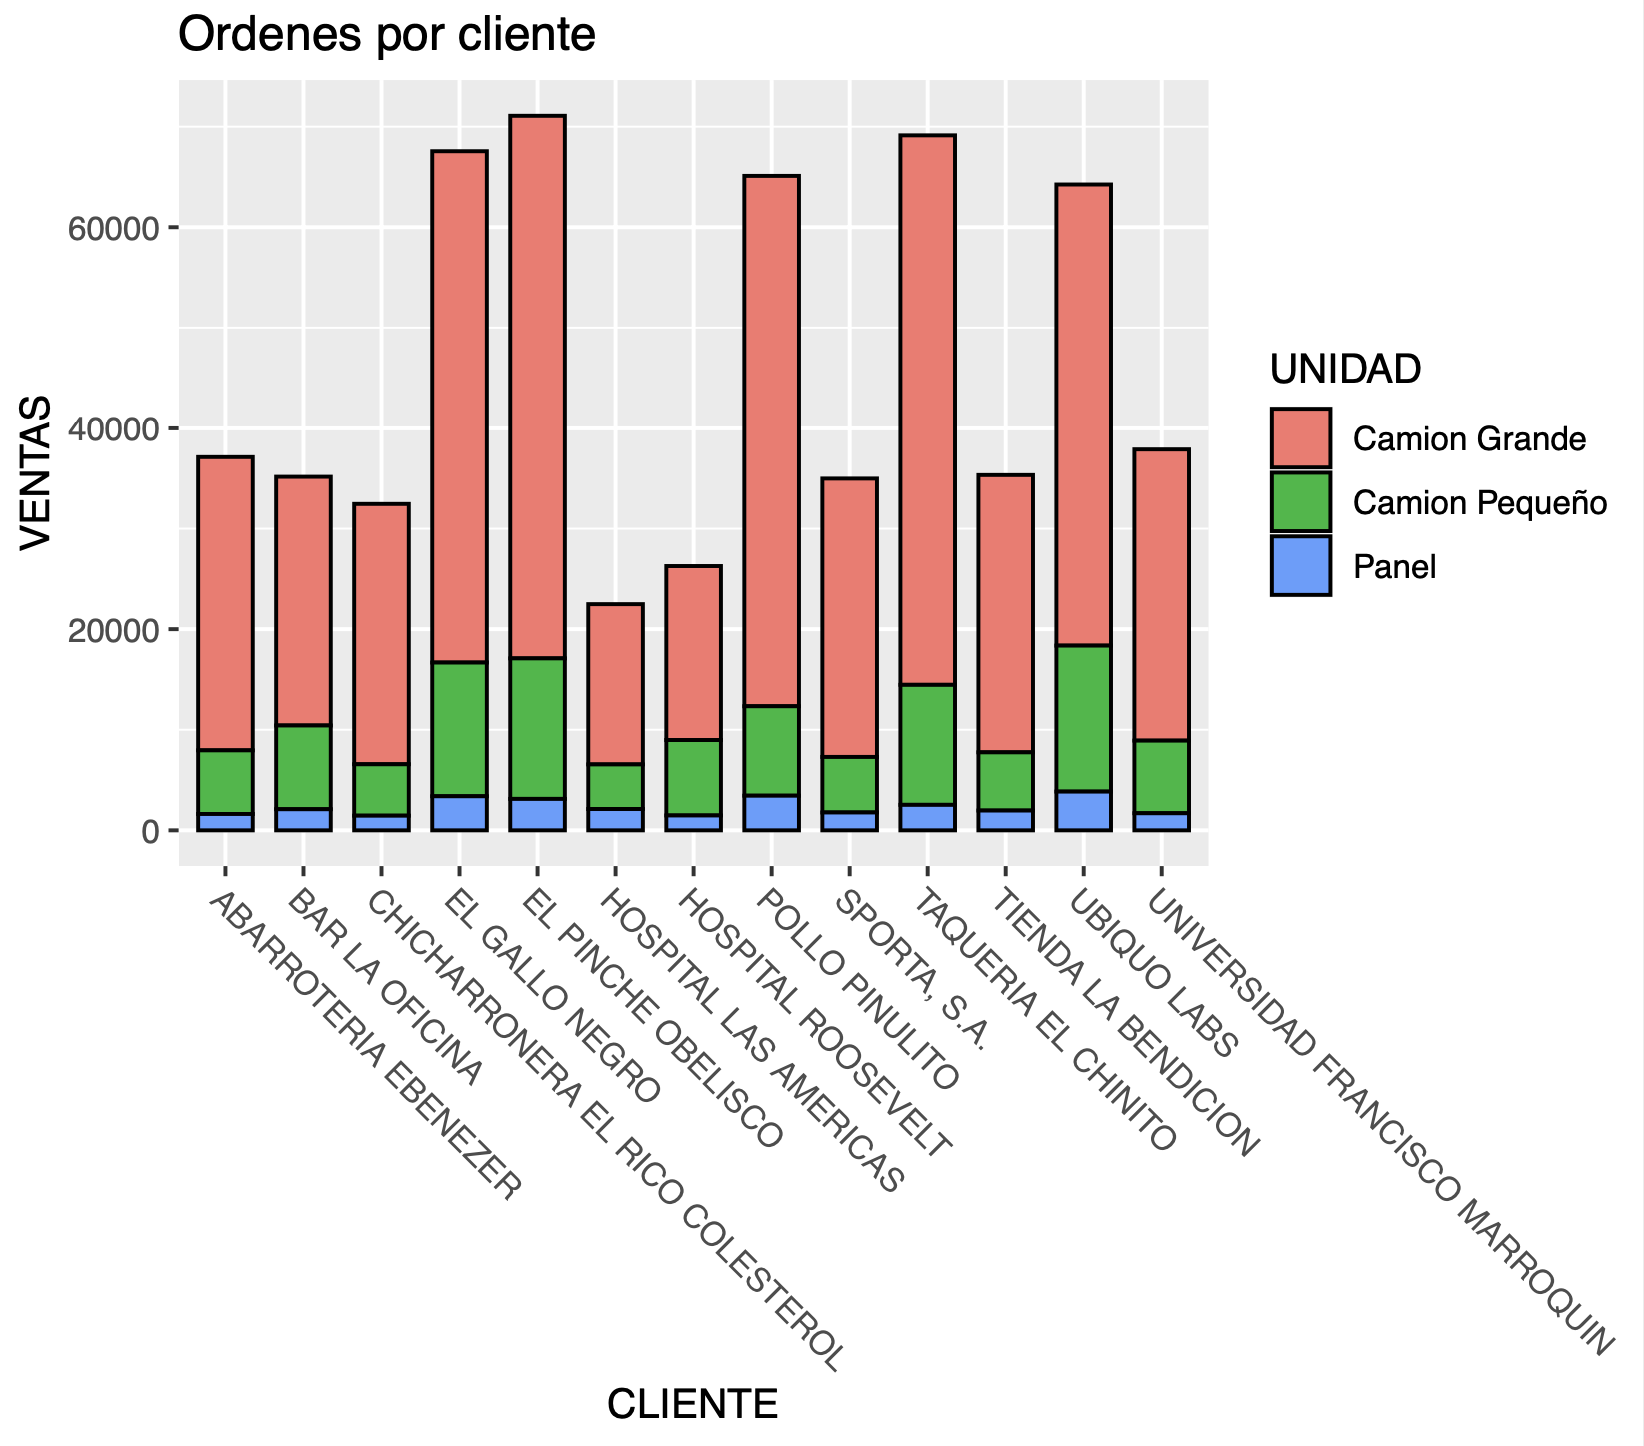 Ordenes por cliente
VENTAS
60000
40000
20000
0
UNIDAD
Camion Grande
Camion Pequeño
Panel
ABARROTERIA EBENEZER
BAR LA OFICINA
CHICHARRONERA EL RICO COLESTEROL
EL GALLO NEGRO
EL PINCHE OBELISCO
HOSPITAL LAS AMERICAS
HOSPITAL ROOSEVELT
POLLO PINULITO
SPORTA, S.A.
TAQUERIA EL CHINITO
TIENDA LA BENDICION
UBIQUO LABS
UNIVERSIDAD FRANCISCO MARROQUIN
CLIENTE